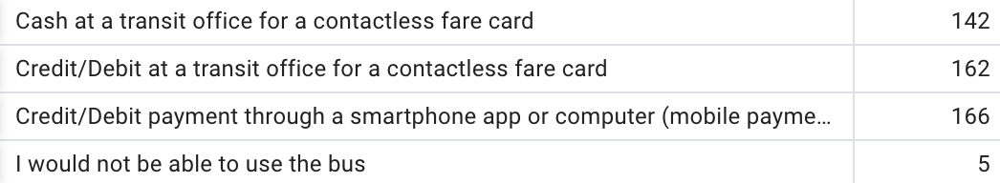 Cash at a transit office for a contactless fare card 142
Credit/Debit at a transit office for a contactless fare card 162
Credit/Debit payment through a smartphone app or computer (mobile payme... 166
I would not be able to use the bus 5